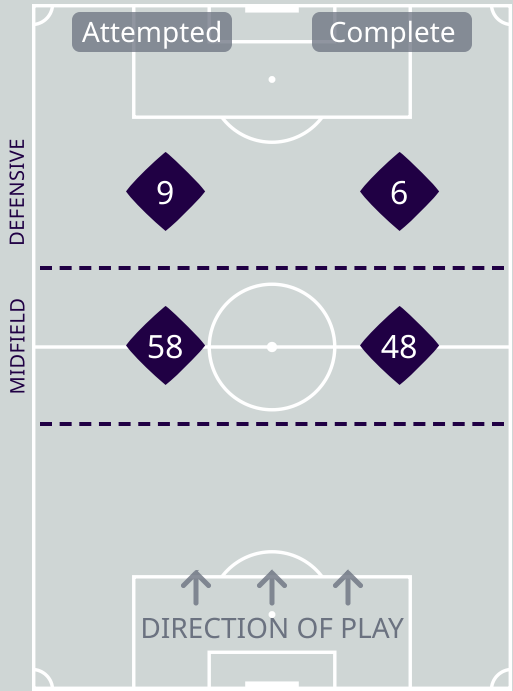 Attempted Complete
DEFENSIVE
9 6
MIDFIELD
58 48
DIRECTION OF PLAY